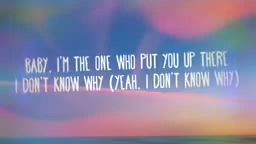 BABY, I'M THE ONE WHO PUT YOU UP THERE
I DON'T KNOW WHY (YEAH, I DON'T KNOW WHY)